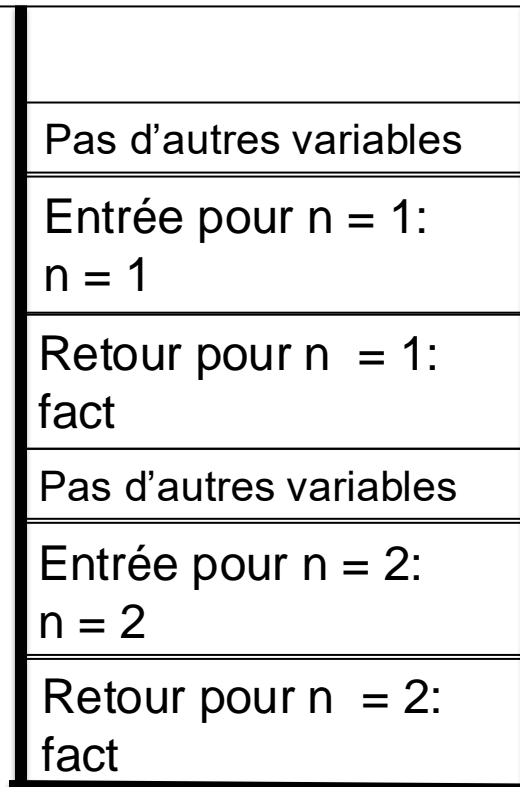 Pas d’autres variables
Entrée pour n = 1:
n = 1
Retour pour n  = 1:
fact
Pas d’autres variables
Entrée pour n = 2:
n = 2
Retour pour n  = 2:
fact